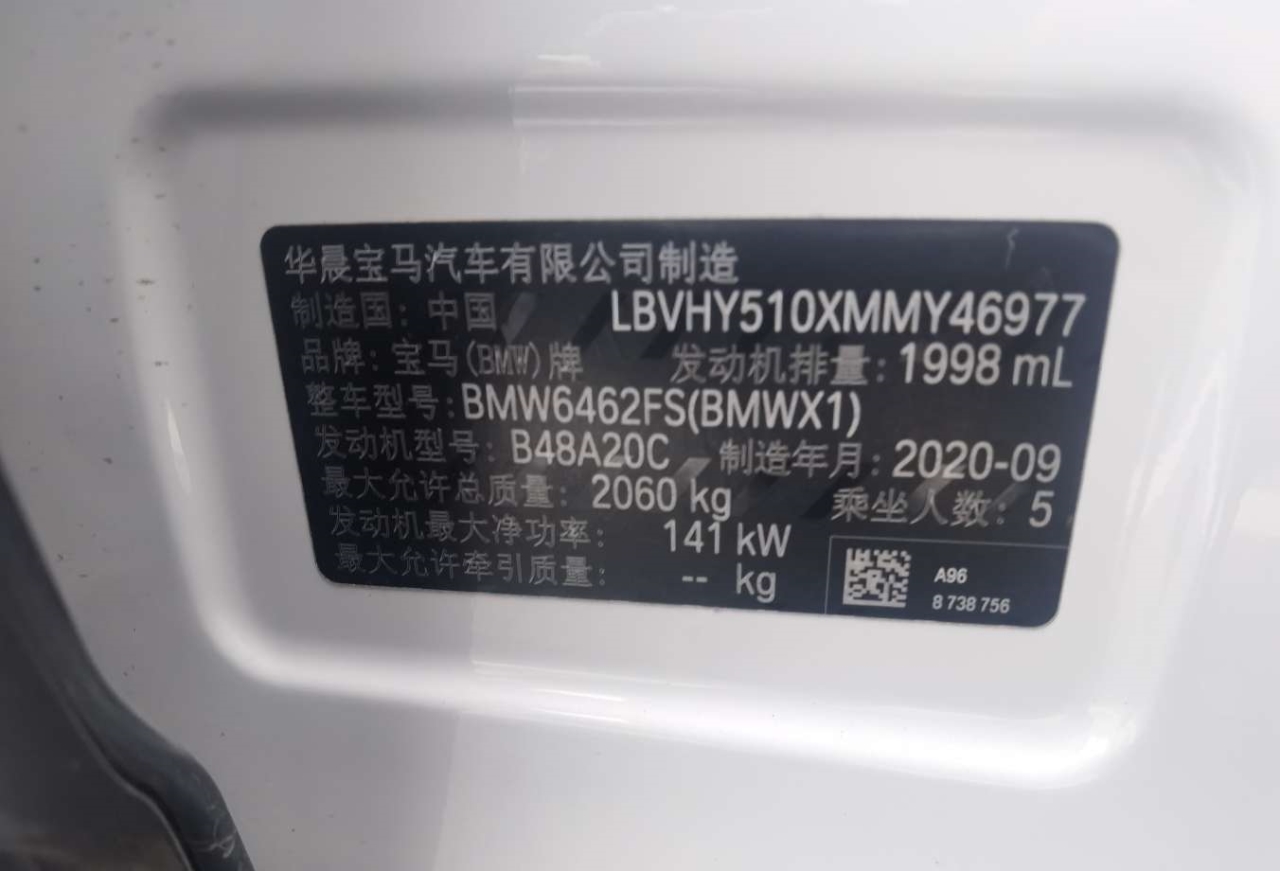 华晨宝马汽车有限公司制造
制造国：中国 LBVHY510XMMY46977
品牌：宝马(BMW)牌 发动机排量：1998 mL
整车型号：BMW6462FS(BMWX1)
发动机型号：B48A20C 制造年月：2020-09
最大允许总质量：2060 kg 乘坐人数：5
发动机最大净功率：141 kW
最大允许牵引质量：-- kg
A96
8 738 756